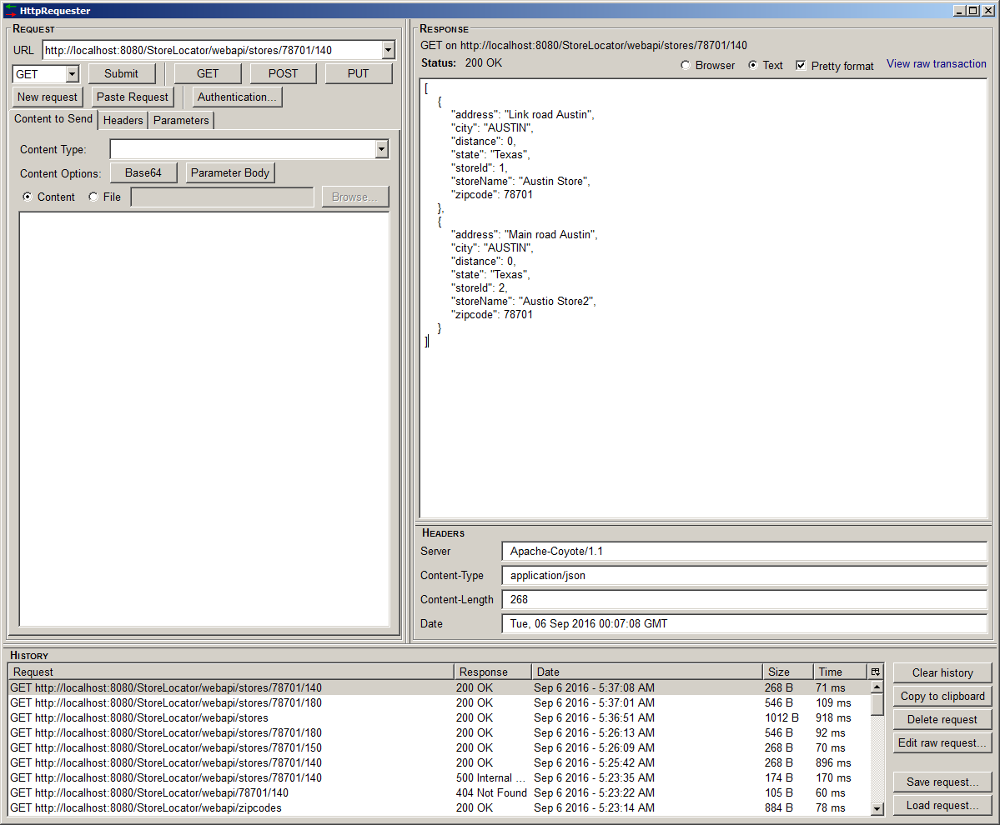 HttpRequester
REQUEST
URL http://localhost:8080/StoreLocator/webapi/stores/78701/140
GET Submit GET POST PUT
New request Paste Request Authentication...
Content to Send Headers Parameters
Content Type:
Content Options: Base64 Parameter Body
Content File Browse...
RESPONSE
GET on http://localhost:8080/StoreLocator/webapi/stores/78701/140
Status: 200 OK Browser Text Pretty format View raw transaction
[
{
"address": "Link road Austin",
"city": "AUSTIN",
"distance": 0,
"state": "Texas",
"storeId": 1,
"storeName": "Austin Store",
"zipcode": 78701
},
{
"address": "Main road Austin",
"city": "AUSTIN",
"distance": 0,
"state": "Texas",
"storeId": 2,
"storeName": "Austio Store2",
"zipcode": 78701
}
]
HEADERS
Server Apache-Coyote/1.1
Content-Type application/json
Content-Length 268
Date Tue, 06 Sep 2016 00:07:08 GMT
HISTORY
Request Response Date Size Time
GET http://localhost:8080/StoreLocator/webapi/stores/78701/140 200 OK Sep 6 2016 - 5:37:08 AM 268 B 71 ms
GET http://localhost:8080/StoreLocator/webapi/stores/78701/180 200 OK Sep 6 2016 - 5:37:01 AM 546 B 109 ms
GET http://localhost:8080/StoreLocator/webapi/stores 200 OK Sep 6 2016 - 5:36:51 AM 1012 B 918 ms
GET http://localhost:8080/StoreLocator/webapi/stores/78701/180 200 OK Sep 6 2016 - 5:26:13 AM 546 B 92 ms
GET http://localhost:8080/StoreLocator/webapi/stores/78701/150 200 OK Sep 6 2016 - 5:26:09 AM 268 B 70 ms
GET http://localhost:8080/StoreLocator/webapi/stores/78701/140 200 OK Sep 6 2016 - 5:25:42 AM 268 B 896 ms
GET http://localhost:8080/StoreLocator/webapi/stores/78701/140 500 Internal ... Sep 6 2016 - 5:23:35 AM 174 B 170 ms
GET http://localhost:8080/StoreLocator/webapi/78701/140 404 Not Found Sep 6 2016 - 5:23:22 AM 105 B 60 ms
GET http://localhost:8080/StoreLocator/webapi/zipcodes 200 OK Sep 6 2016 - 5:23:14 AM 884 B 78 ms
Clear history
Copy to clipboard
Delete request
Edit raw request...
Save request...
Load request...